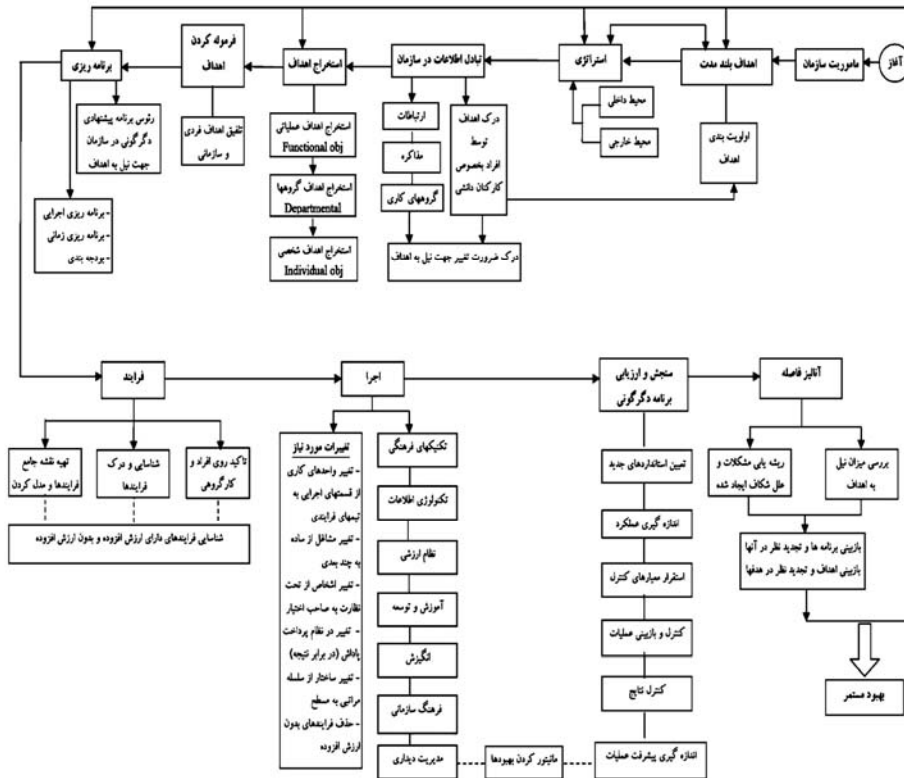 آغاز
ماموریت سازمان
اهداف بلند مدت
استراتژی
تبادل اطلاعات در سازمان
استخراج اهداف
فرموله کردن
اهداف
برنامه ریزی
اولویت بندی
اهداف
محیط داخلی
محیط خارجی
درک اهداف
توسط
افراد بخصوص
کارکنان دانشی
ارتباطات
مذاکره
گروههای کاری
درک ضرورت تغییر جهت نیل به اهداف
استخراج اهداف عملیاتی
Functional obj
استخراج اهداف گروهها
Departmental
استخراج اهداف شخصی
Individual obj
تلفیق اهداف فردی
و سازمانی
رئوس برنامه پیشنهادی
دگرگونی در سازمان
جهت نیل به اهداف
- برنامه ریزی اجرایی
- برنامه ریزی زمانی
- بودجه بندی
فرایند
اجرا
سنجش و ارزیابی
برنامه دگرگونی
آنالیز فاصله
تاکید روی افراد و
کارگروهی
شناسایی و درک
فرایندها
تهیه نقشه جامع
فرایندها و مدل کردن
شناسایی فرایندهای دارای ارزش افزوده و بدون ارزش افزوده
تغییرات مورد نیاز
- تغییر واحدهای کاری
از قسمتهای اجرایی به
تیمهای فرایندی
- تغییر مشاغل از ساده
به چند بعدی
- تغییر اشخاص از تحت
نظارت به صاحب اختیار
- تغییر در نظام پرداخت
پاداش (در برابر نتیجه)
- تغییر ساختار از سلسله
مراتبی به مسطح
- حذف فرایندهای بدون
ارزش افزوده
تکنیکهای فرهنگی
تکنولوژی اطلاعات
نظام ارزشی
آموزش و توسعه
انگیزش
فرهنگ سازمانی
مدیریت دیداری
مانیتور کردن بهبودها
تعیین استانداردهای جدید
اندازه گیری عملکرد
استقرار معیارهای کنترل
کنترل و بازبینی عملیات
کنترل نتایج
اندازه گیری پیشرفت عملیات
بررسی میزان نیل
به اهداف
ریشه یابی مشکلات و
علل شکاف ایجاد شده
بازبینی برنامه ها و تجدید نظر در آنها
بازبینی اهداف و تجدید نظر در هدفها
بهبود مستمر